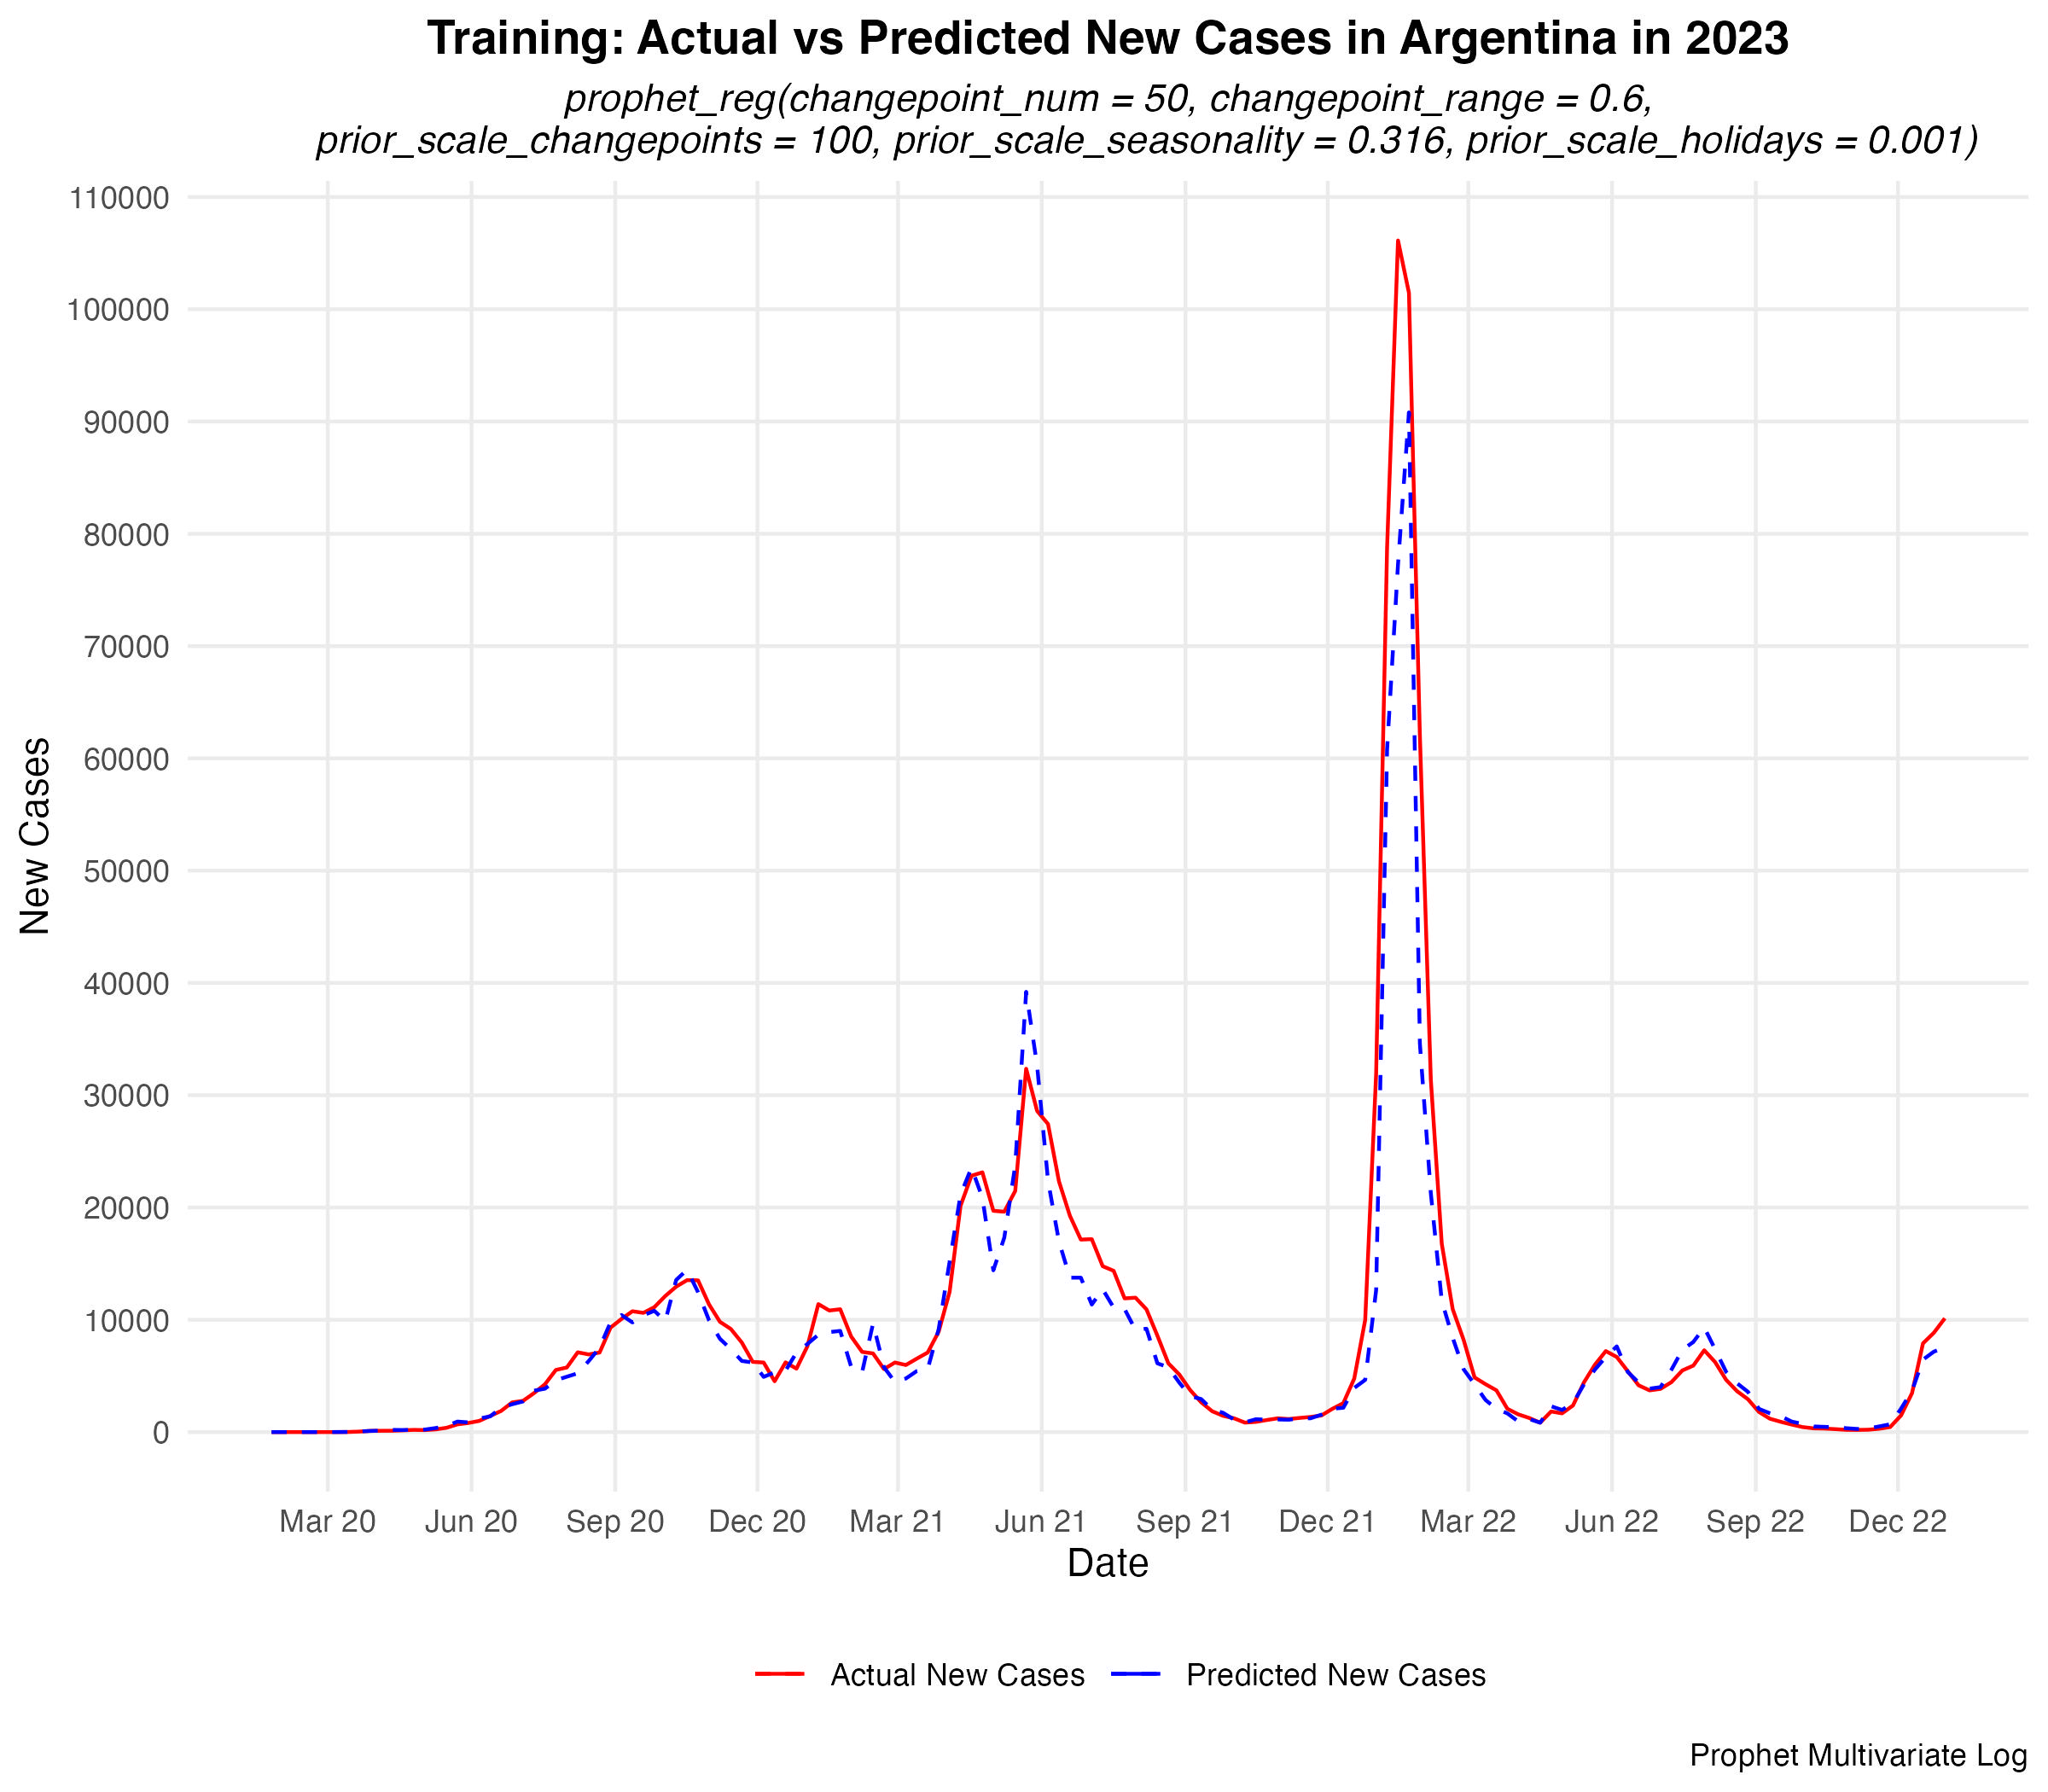 Training: Actual vs Predicted New Cases in Argentina in 2023
prophet_reg(changepoint_num = 50, changepoint_range = 0.6,
prior_scale_changepoints = 100, prior_scale_seasonality = 0.316, prior_scale_holidays = 0.001)
110000
100000
90000
80000
70000
60000
50000
40000
30000
20000
10000
0
New Cases
Mar 20 Jun 20 Sep 20 Dec 20 Mar 21 Jun 21 Sep 21 Dec 21 Mar 22 Jun 22 Sep 22 Dec 22
Date
Actual New Cases Predicted New Cases
Prophet Multivariate Log